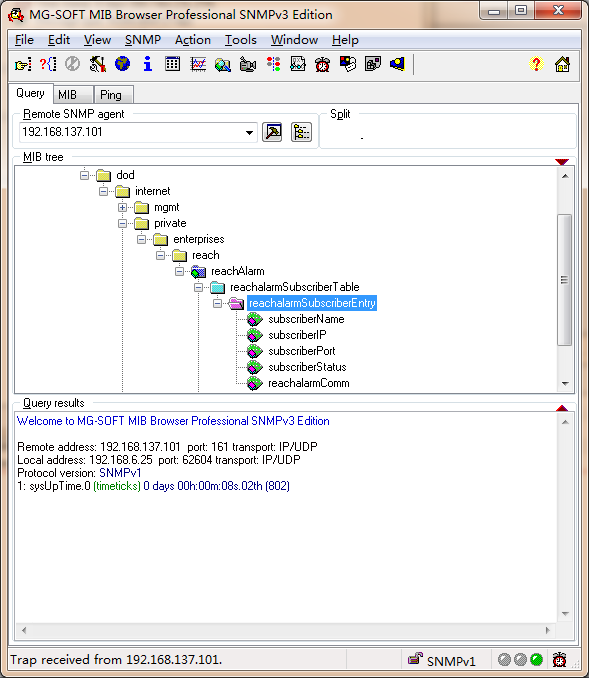 MG-SOFT MIB Browser Professional SNMPv3 Edition
File Edit View SNMP Action Tools Window Help
Query MIB Ping
Remote SNMP agent Split
192.168.137.101 .
MIB tree
dod
internet
mgmt
private
enterprises
reach
reachAlarm
reachalarmSubscriberTable
reachalarmSubscriberEntry
subscriberName
subscriberIP
subscriberPort
subscriberStatus
reachalarmComm
Query results
Welcome to MG-SOFT MIB Browser Professional SNMPv3 Edition
Remote address: 192.168.137.101 port: 161 transport: IP/UDP
Local address: 192.168.6.25 port: 62604 transport: IP/UDP
Protocol version: SNMPv1
1: sysUpTime.0 (timeticks) 0 days 00h:00m:08s.02th (802)
Trap received from 192.168.137.101. SNMPv1